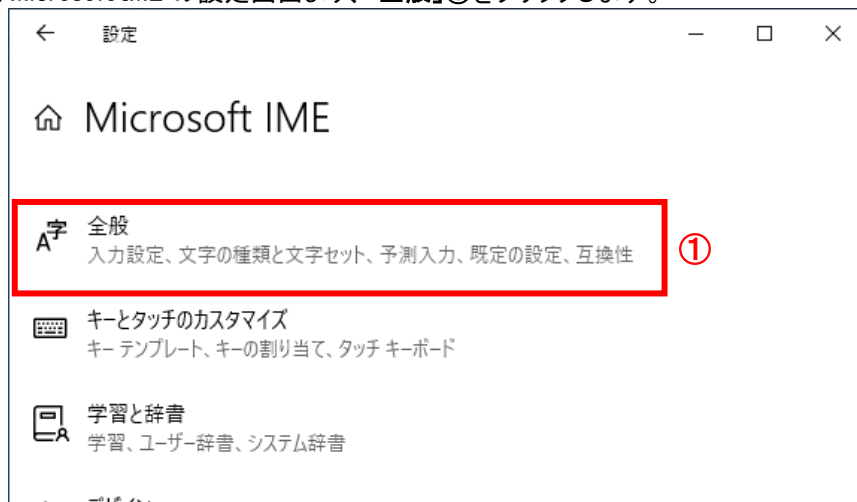 ← 設定
Microsoft IME
A字 全般
入力設定、文字の種類と文字セット、予測入力、既定の設定、互換性
①
キーとタッチのカスタマイズ
キー テンプレート、キーの割り当て、タッチ キーボード
学習と辞書
学習、ユーザー辞書、システム辞書